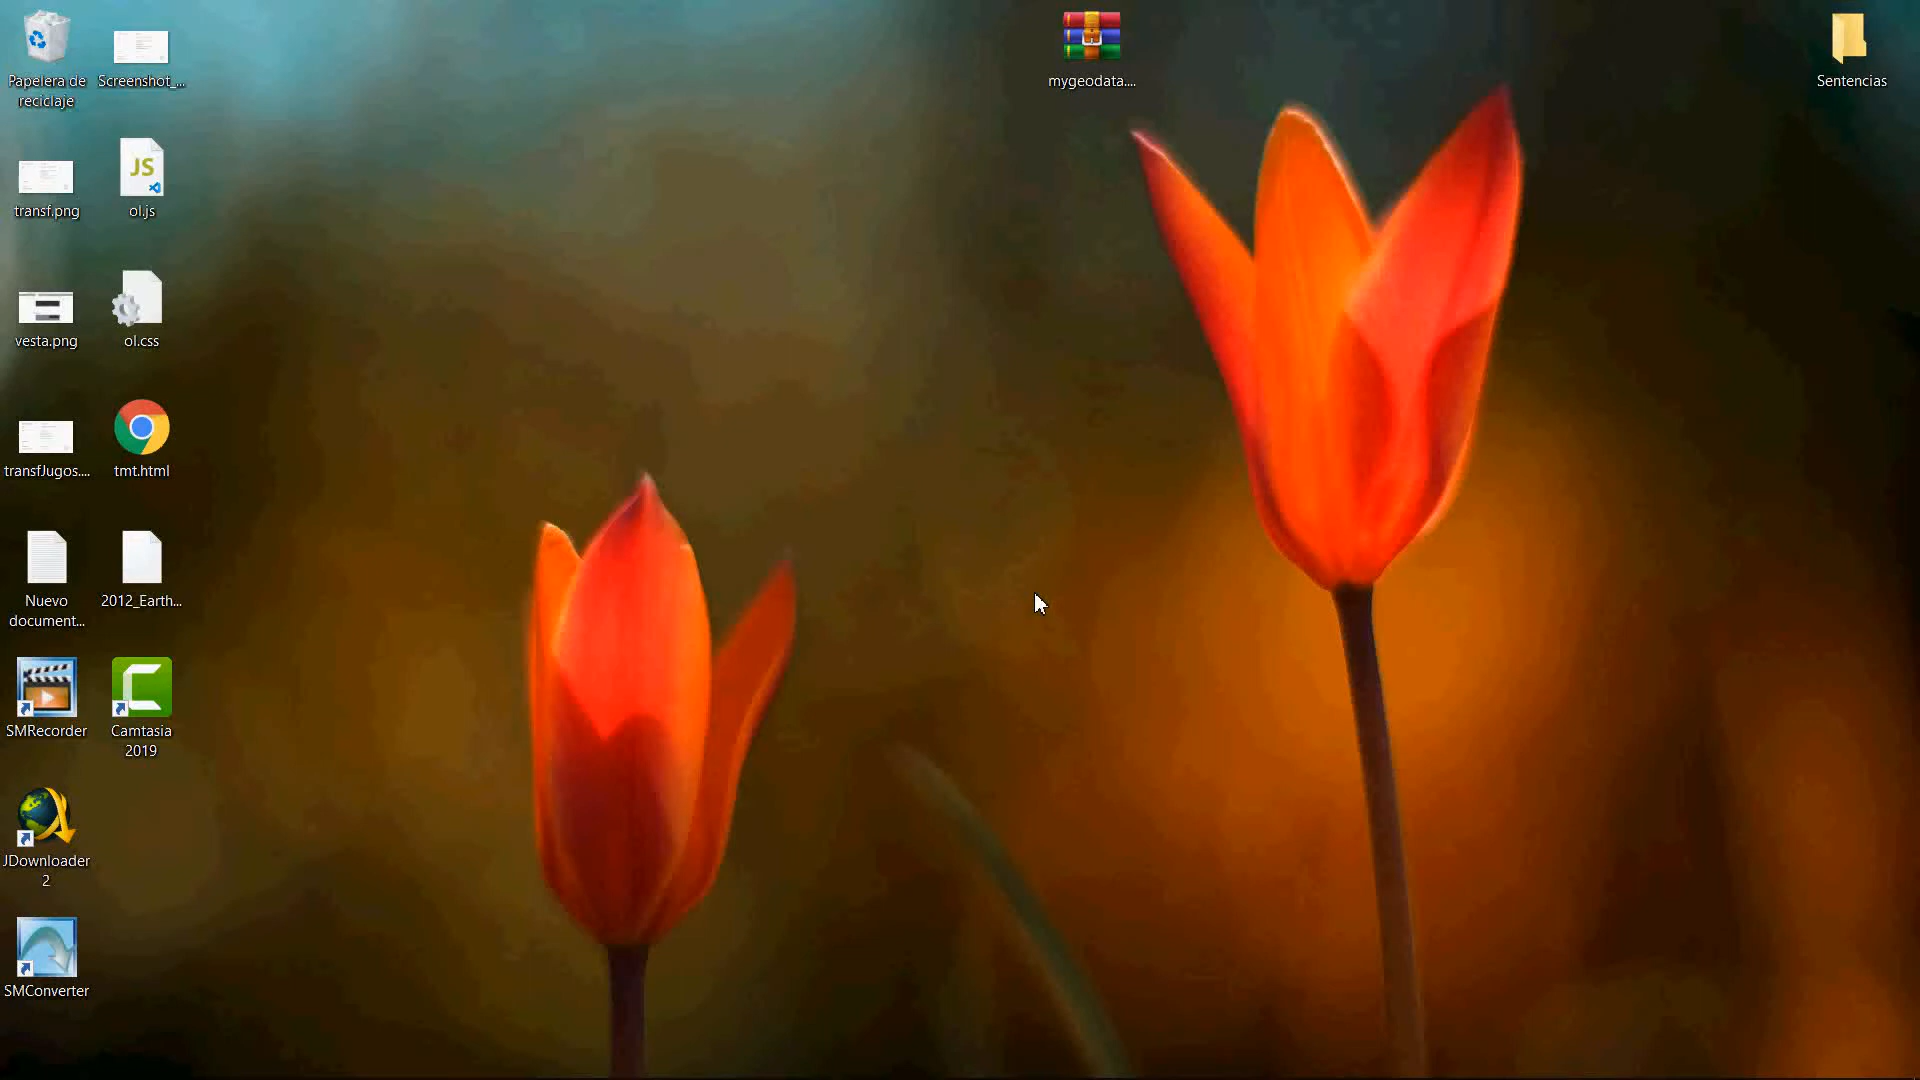 Papelera de
reciclaje
Screenshot_...
mygeodata....
Sentencias
transf.png
JS
ol.js
vesta.png
ol.css
transfJugos....
tmt.html
Nuevo
document...
2012_Earth...
SMRecorder
Camtasia
2019
JDownloader
2
SMConverter